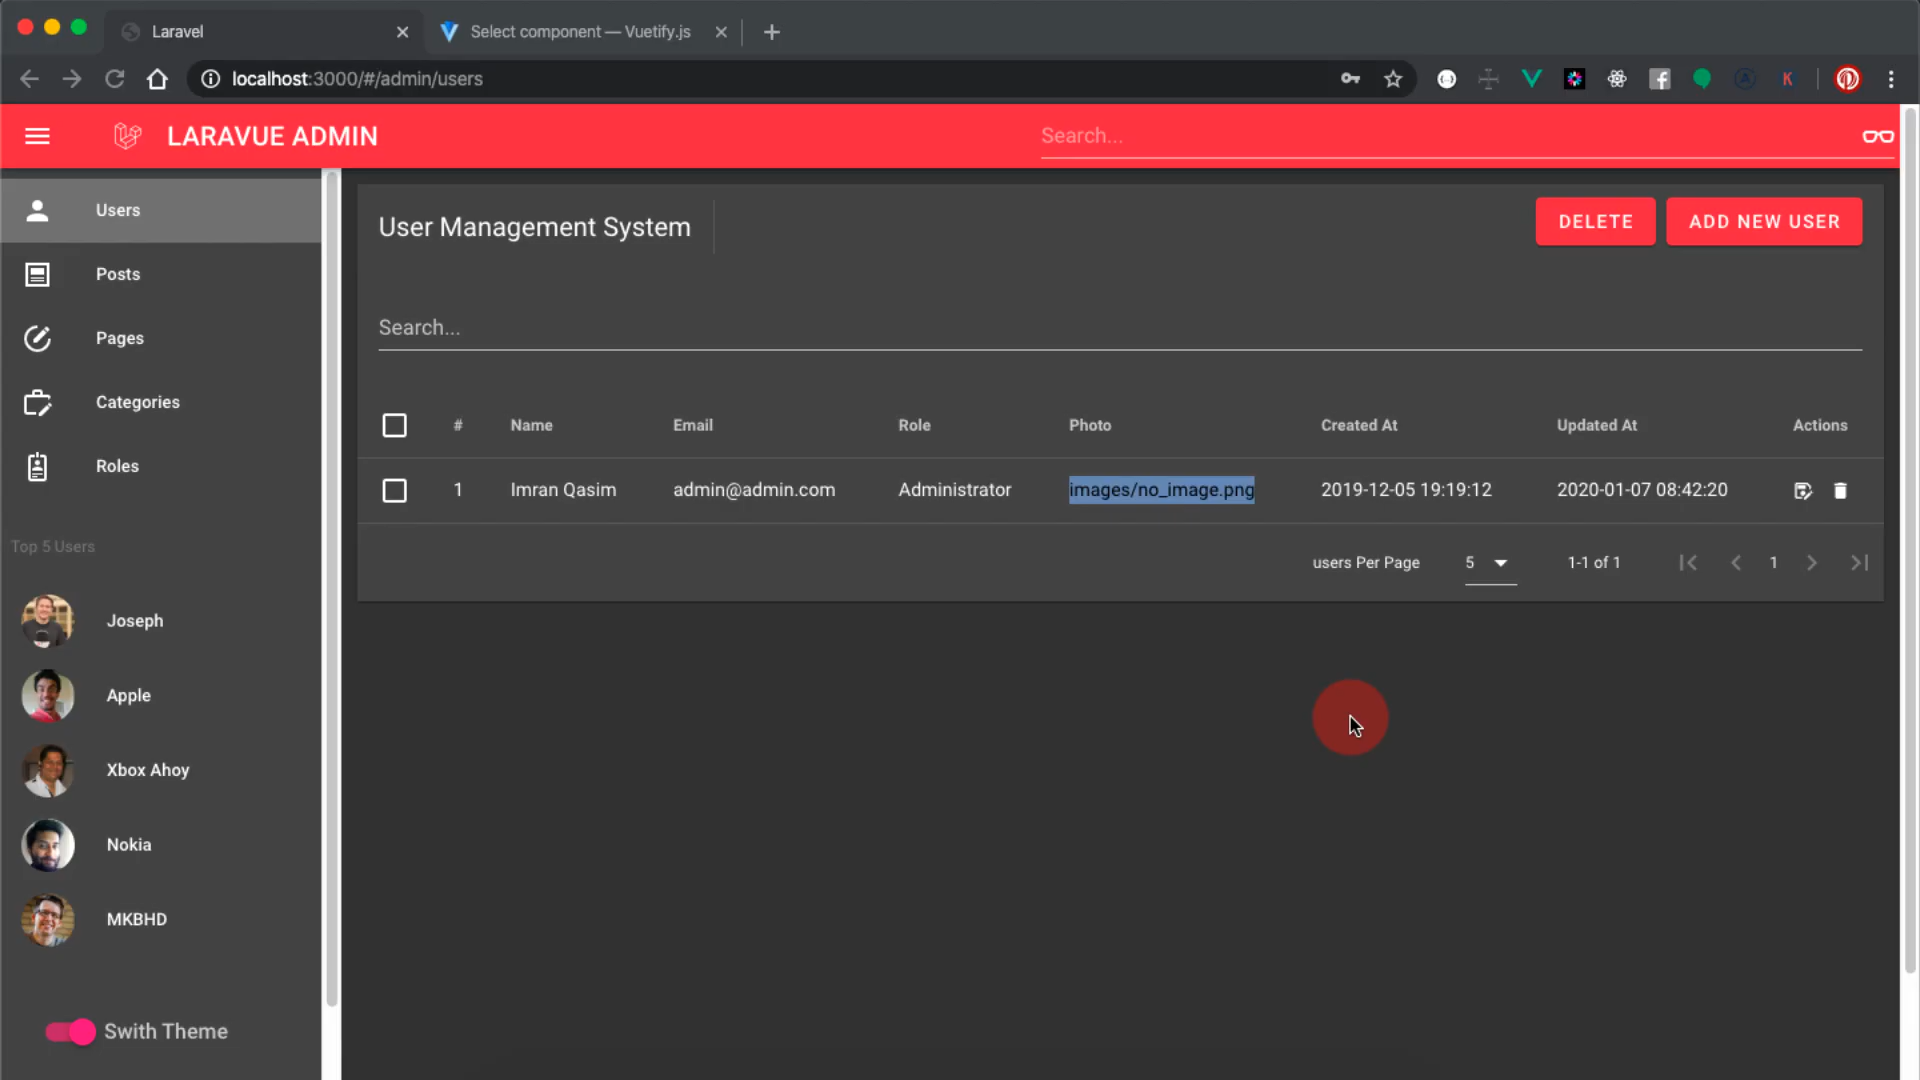 Laravel
Select component — Vuetify.js
localhost:3000/#/admin/users
LARAVUE ADMIN
Search...
Users
Posts
Pages
Categories
Roles
Top 5 Users
Joseph
Apple
Xbox Ahoy
Nokia
MKBHD
Swith Theme
User Management System
DELETE
ADD NEW USER
Search...
# Name Email Role Photo Created At Updated At Actions
1 Imran Qasim admin@admin.com Administrator images/no_image.png 2019-12-05 19:19:12 2020-01-07 08:42:20
users Per Page 5 1-1 of 1 1